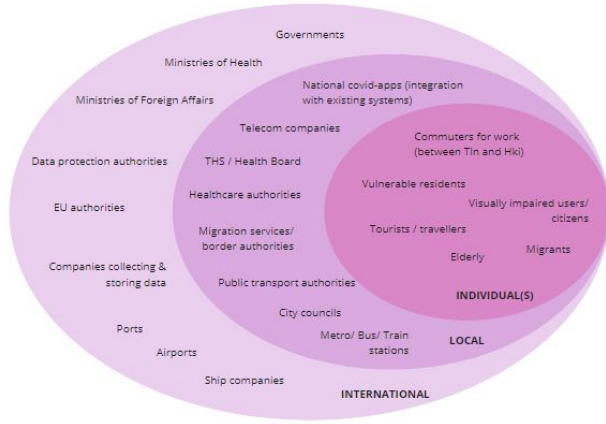 Governments
Ministries of Health
National covid-apps (integration
with existing systems)
Ministries of Foreign Affairs
Telecom companies
Commuters for work
(between Tln and Hki)
Data protection authorities
THS / Health Board
Vulnerable residents
Healthcare authorities
Visually impaired users/
citizens
EU authorities
Tourists / travellers
Migration services/
border authorities
Migrants
Elderly
Companies collecting &
storing data
Public transport authorities
INDIVIDUAL(S)
City councils
Ports
Metro/ Bus/ Train
stations
LOCAL
Airports
Ship companies
INTERNATIONAL